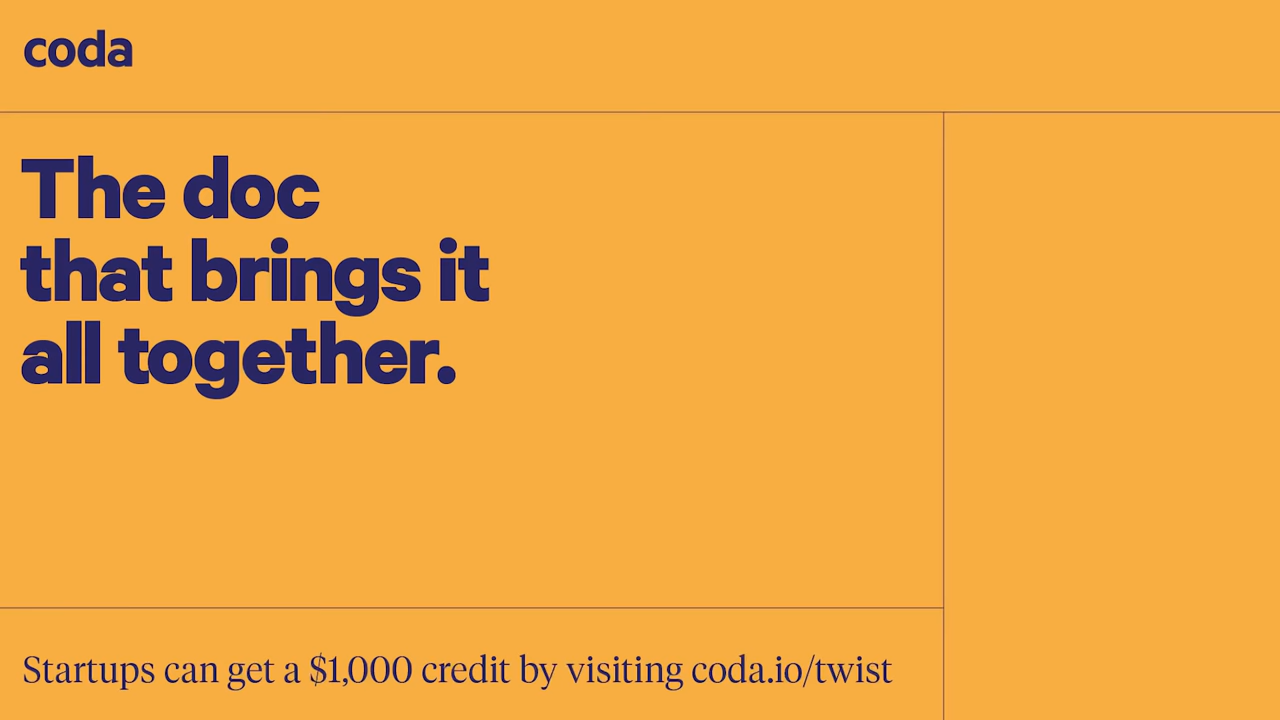 coda
The doc
that brings it
all together.
Startups can get a $1,000 credit by visiting coda.io/twist